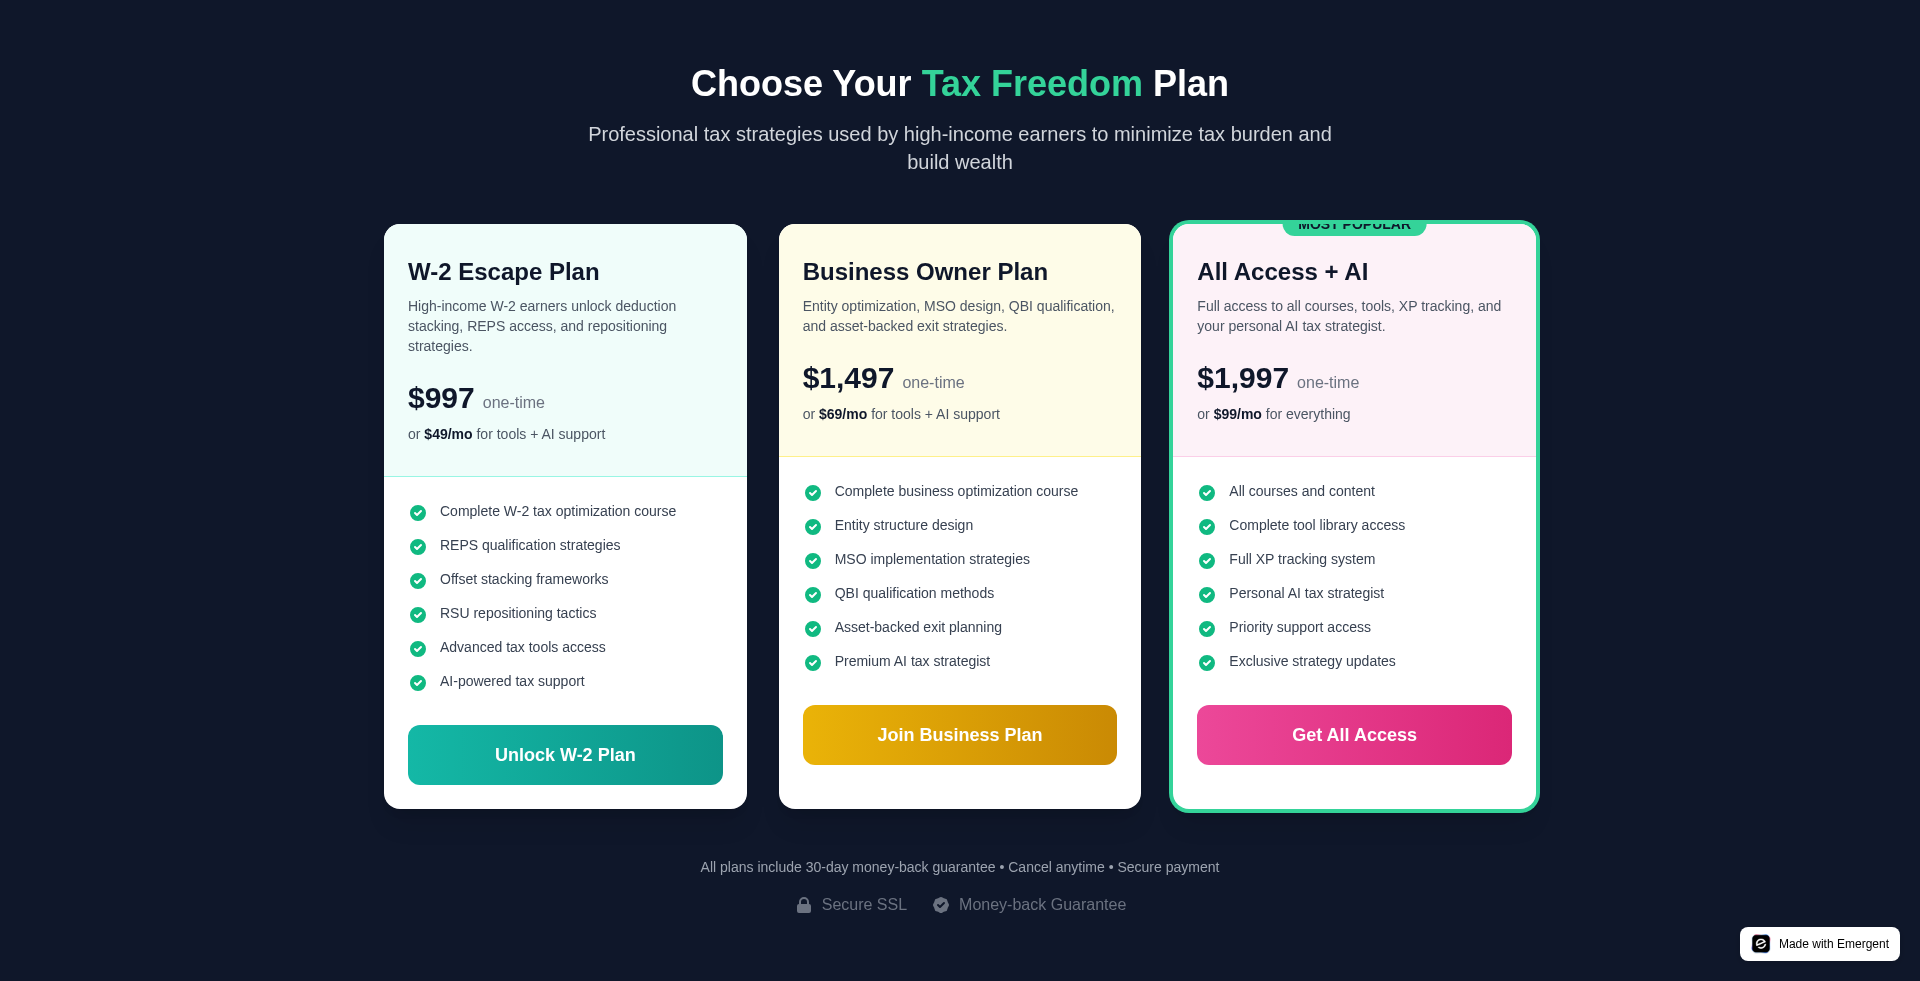 Choose Your Tax Freedom Plan
Professional tax strategies used by high-income earners to minimize tax burden and
build wealth
W-2 Escape Plan
High-income W-2 earners unlock deduction
stacking, REPS access, and repositioning
strategies.
$997 one-time
or $49/mo for tools + AI support
Complete W-2 tax optimization course
REPS qualification strategies
Offset stacking frameworks
RSU repositioning tactics
Advanced tax tools access
AI-powered tax support
Unlock W-2 Plan
Business Owner Plan
Entity optimization, MSO design, QBI qualification,
and asset-backed exit strategies.
$1,497 one-time
or $69/mo for tools + AI support
Complete business optimization course
Entity structure design
MSO implementation strategies
QBI qualification methods
Asset-backed exit planning
Premium AI tax strategist
Join Business Plan
MOST POPULAR
All Access + AI
Full access to all courses, tools, XP tracking, and
your personal AI tax strategist.
$1,997 one-time
or $99/mo for everything
All courses and content
Complete tool library access
Full XP tracking system
Personal AI tax strategist
Priority support access
Exclusive strategy updates
Get All Access
All plans include 30-day money-back guarantee • Cancel anytime • Secure payment
Secure SSL
Money-back Guarantee
Made with Emergent